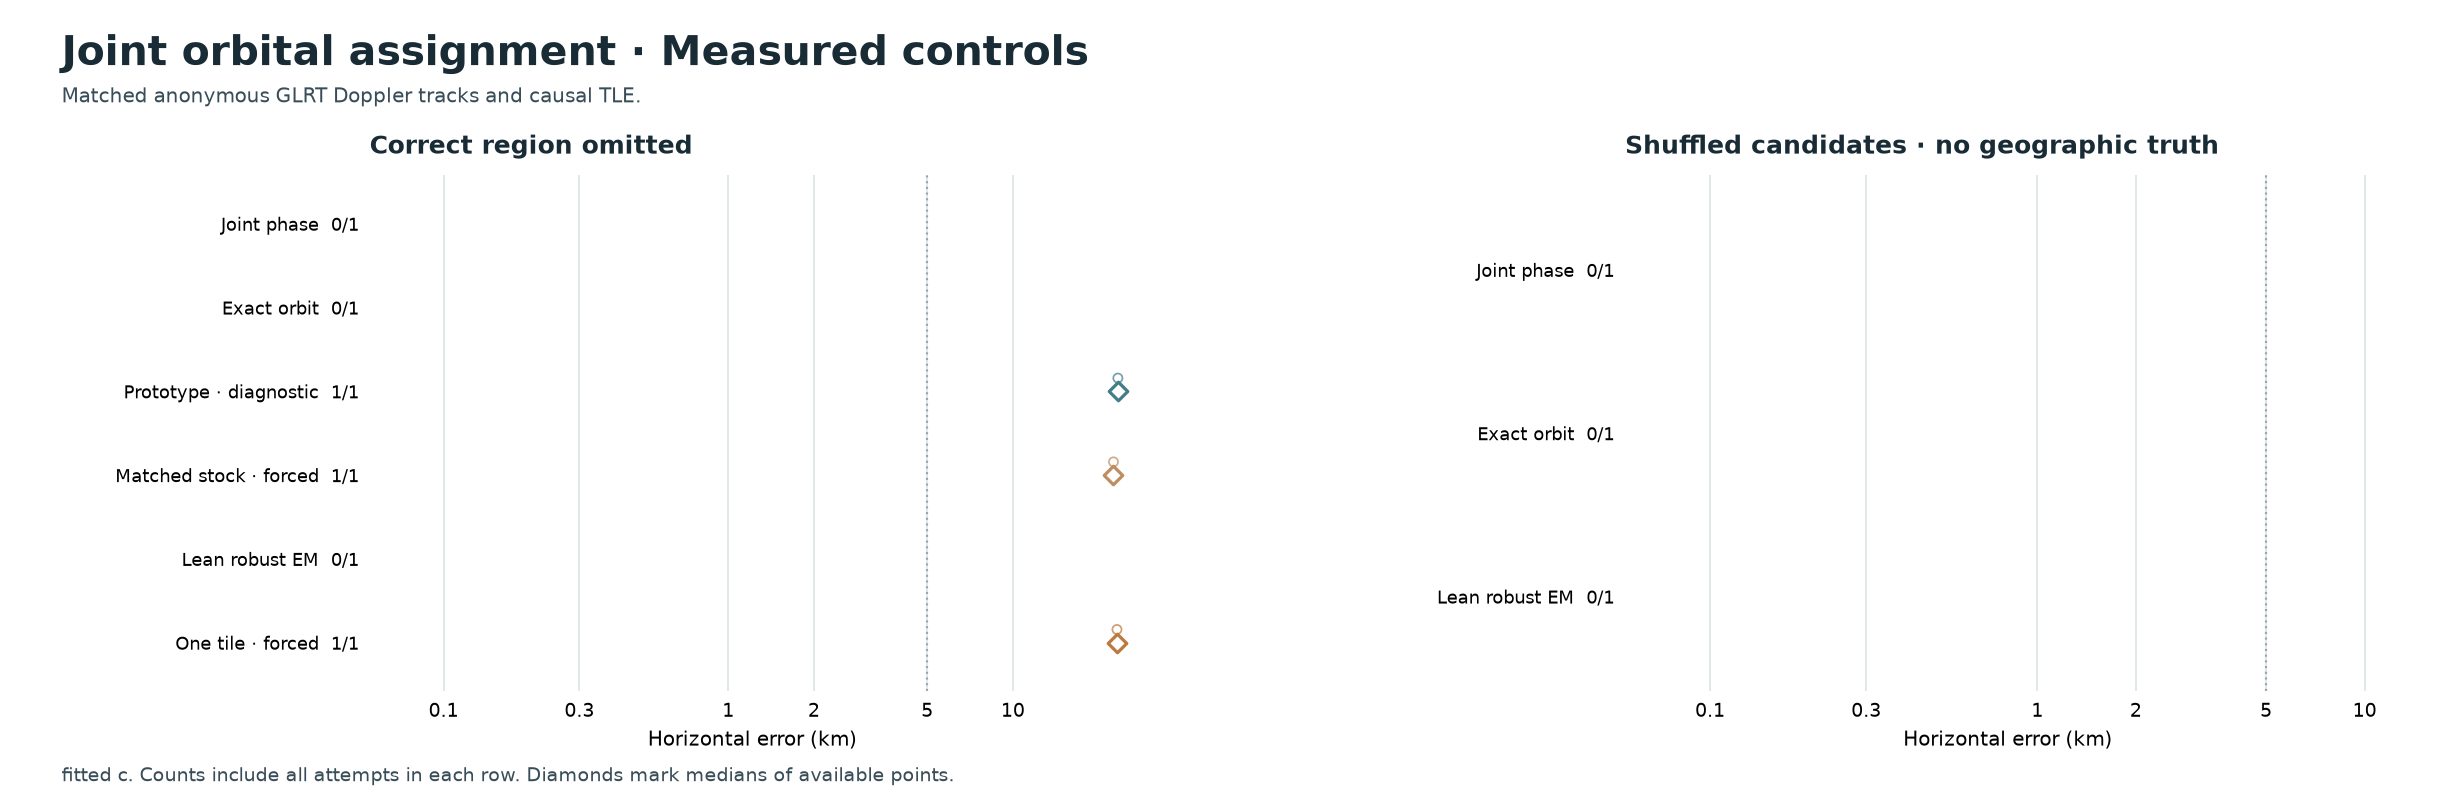 Joint orbital assignment · Measured controls
Matched anonymous GLRT Doppler tracks and causal TLE.
Correct region omitted
Joint phase 0/1
Exact orbit 0/1
Prototype · diagnostic 1/1
Matched stock · forced 1/1
Lean robust EM 0/1
One tile · forced 1/1
0.1 0.3 1 2 5 10
Horizontal error (km)
Shuffled candidates · no geographic truth
Joint phase 0/1
Exact orbit 0/1
Lean robust EM 0/1
0.1 0.3 1 2 5 10
Horizontal error (km)
fitted c. Counts include all attempts in each row. Diamonds mark medians of available points.